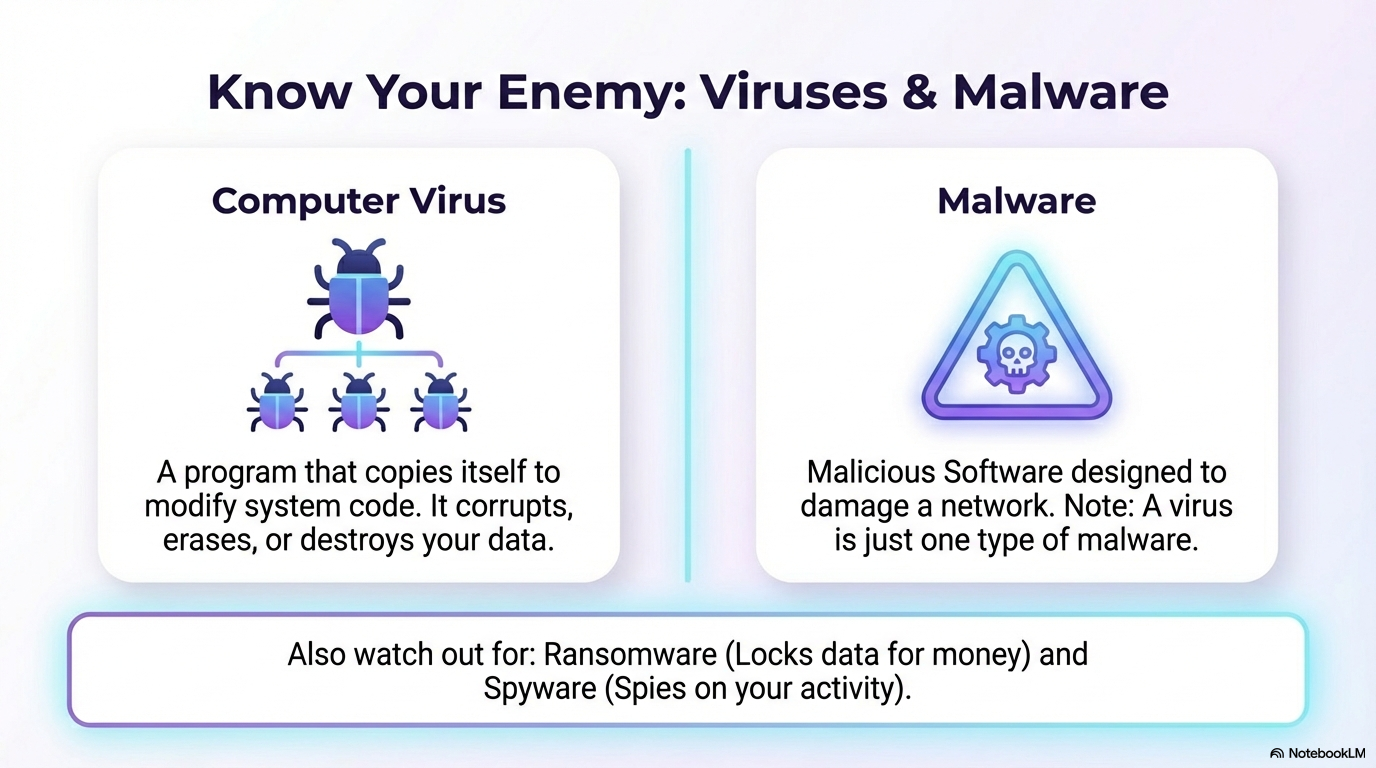 Know Your Enemy: Viruses & Malware
Computer Virus
A program that copies itself to
modify system code. It corrupts,
erases, or destroys your data.
Malware
Malicious Software designed to
damage a network. Note: A virus
is just one type of malware.
Also watch out for: Ransomware (Locks data for money) and
Spyware (Spies on your activity).
NotebookLM